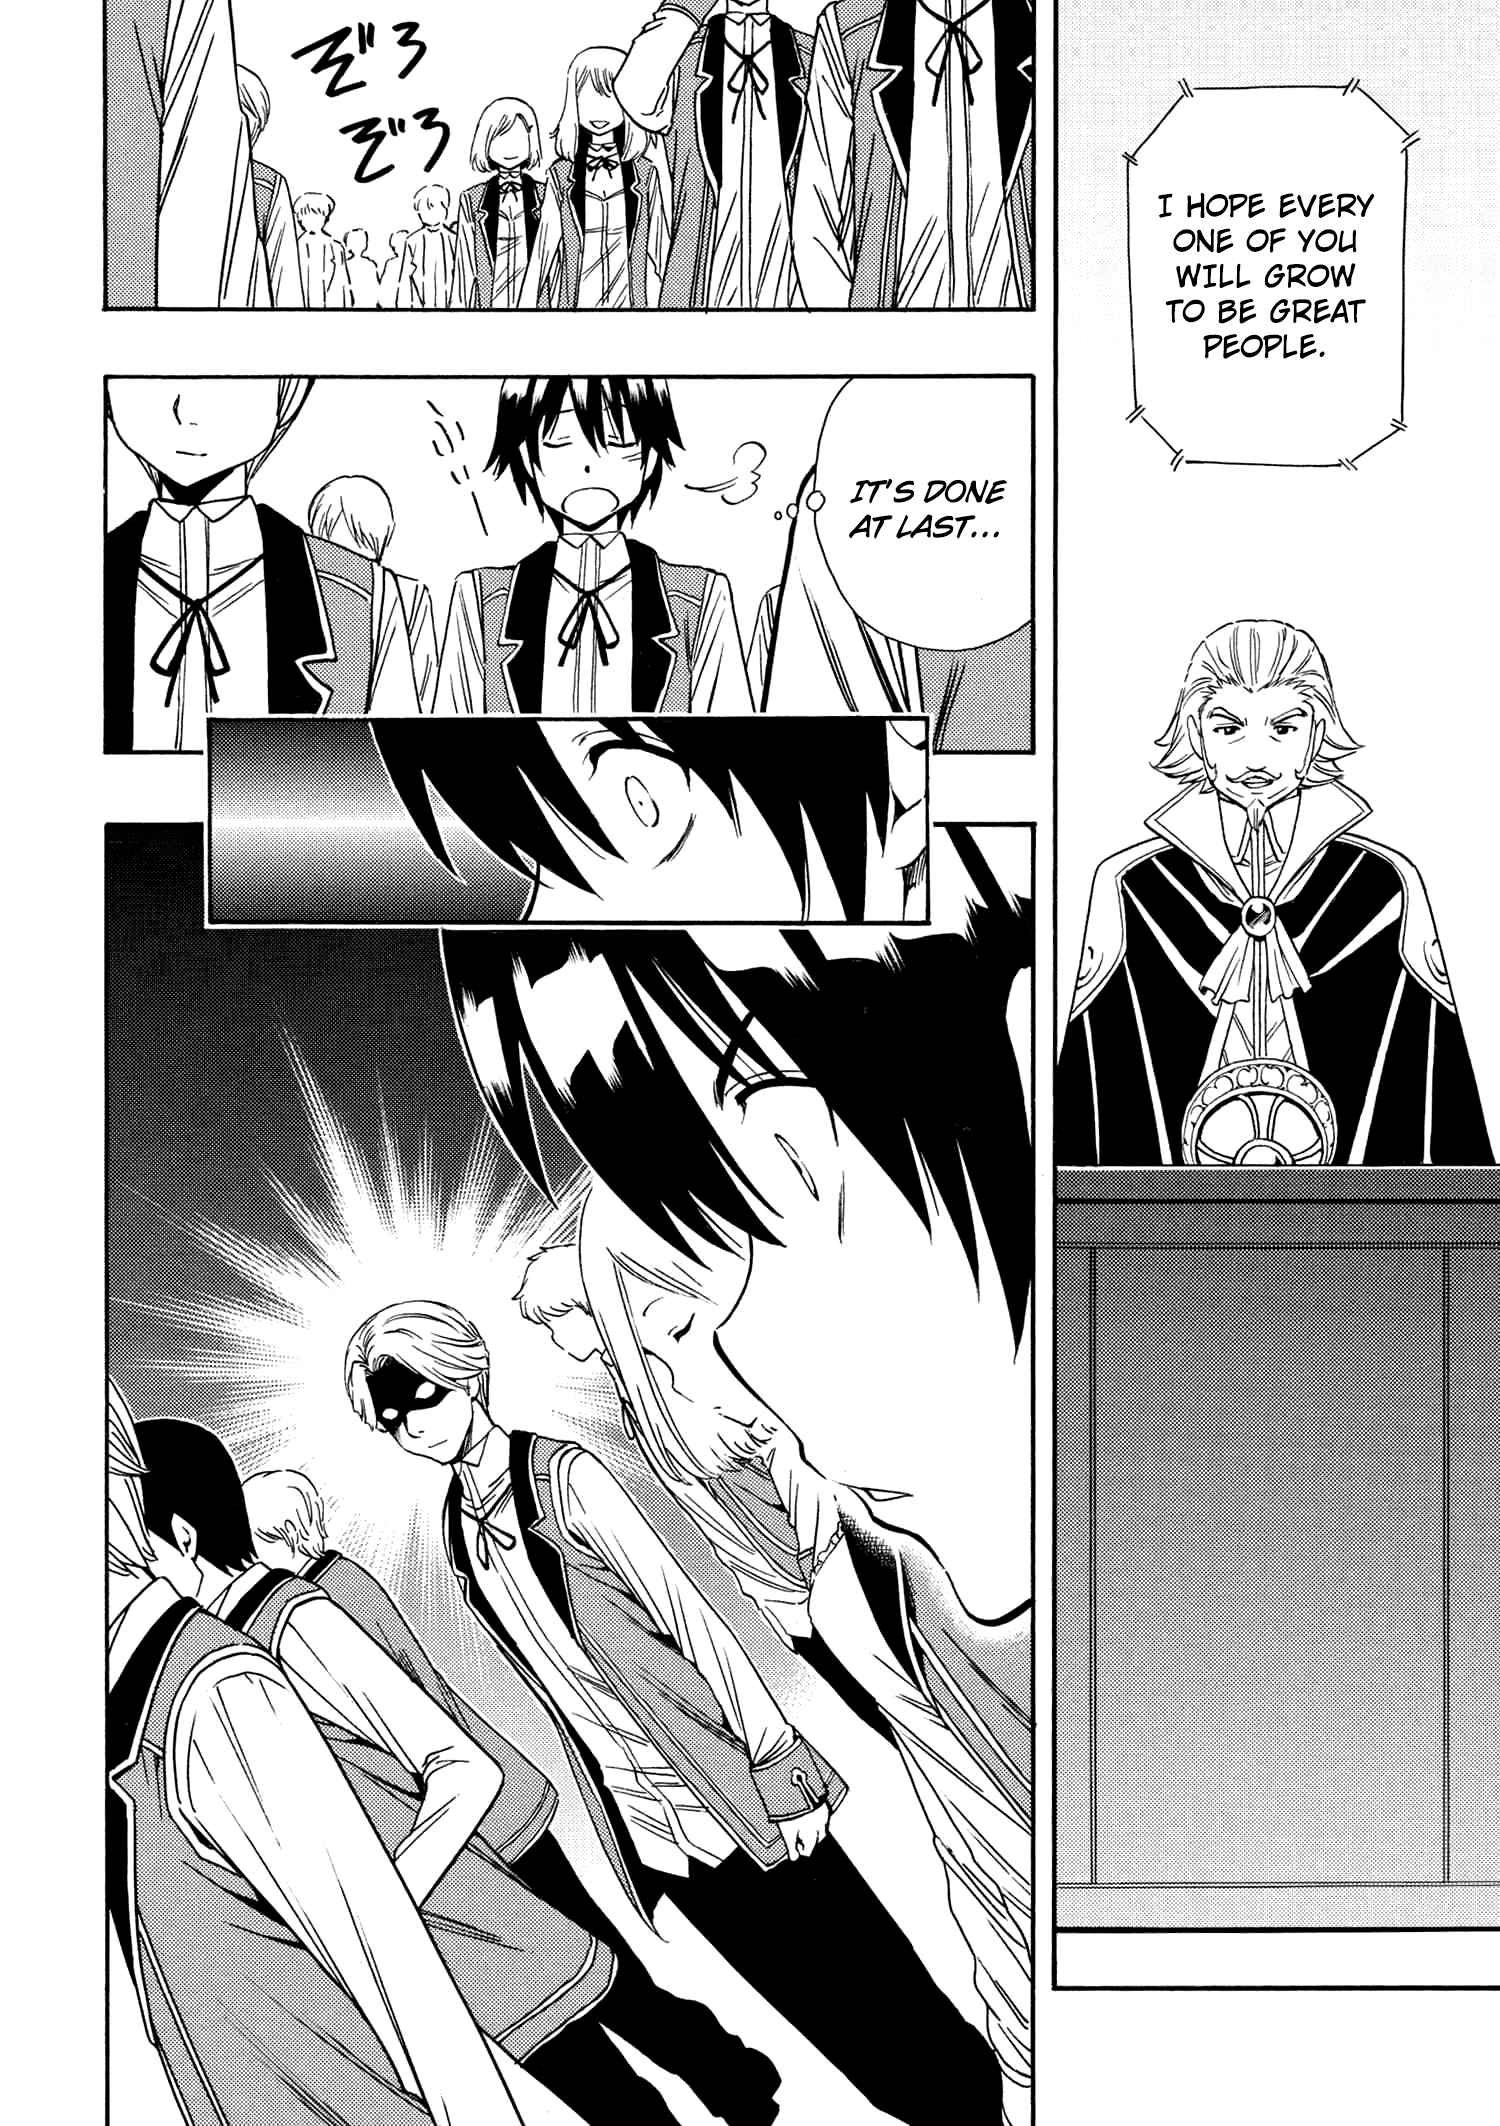 I HOPE EVERY
ONE OF YOU
WILL GROW
TO BE GREAT
PEOPLE.
ぞろ
ぞろ
IT'S DONE
AT LAST...